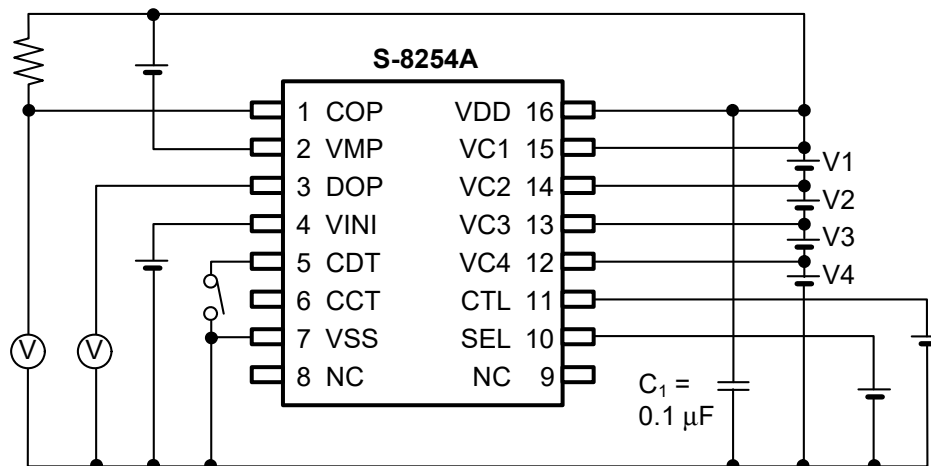 S-8254A
1 COP VDD 16
2 VMP VC1 15
3 DOP VC2 14
4 VINI VC3 13
5 CDT VC4 12
6 CCT CTL 11
7 VSS SEL 10
8 NC NC 9
V1
V2
V3
V4
V
V
C₁ =
0.1 μF